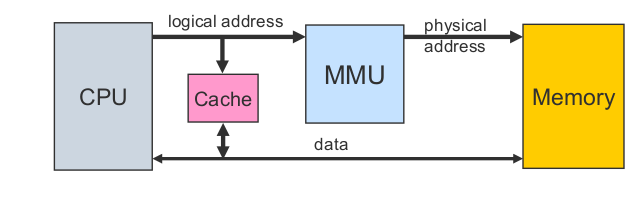 logical address
physical
address
CPU
Cache
MMU
Memory
data